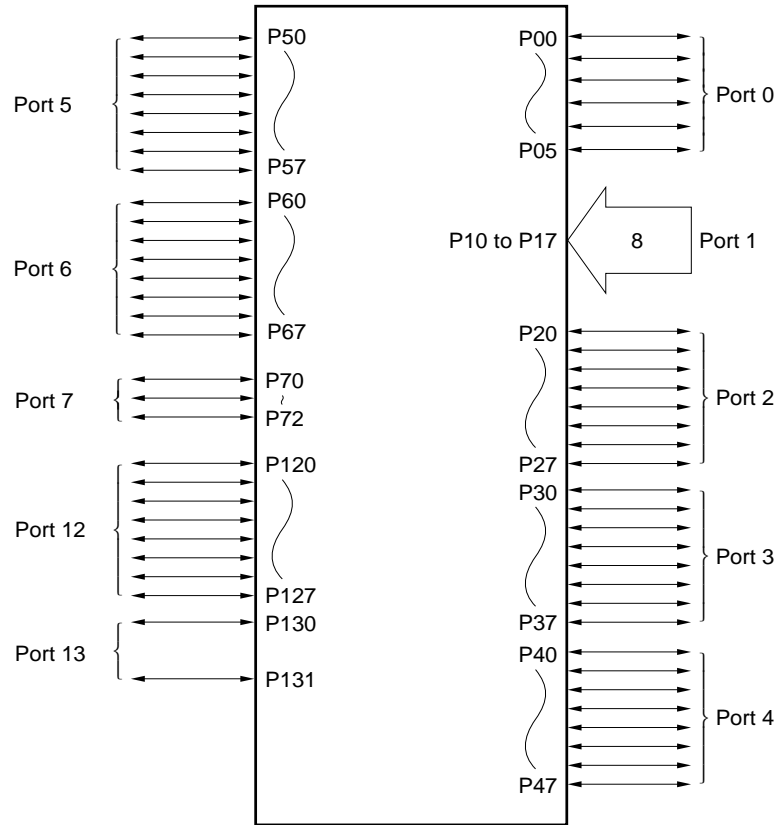 P50
Port 5
P57
P60
Port 6
P67
P70
Port 7
P72
P120
Port 12
P127
P130
Port 13
P131
P00
Port 0
P05
P10 to P17
8
Port 1
P20
Port 2
P27
P30
Port 3
P37
P40
Port 4
P47